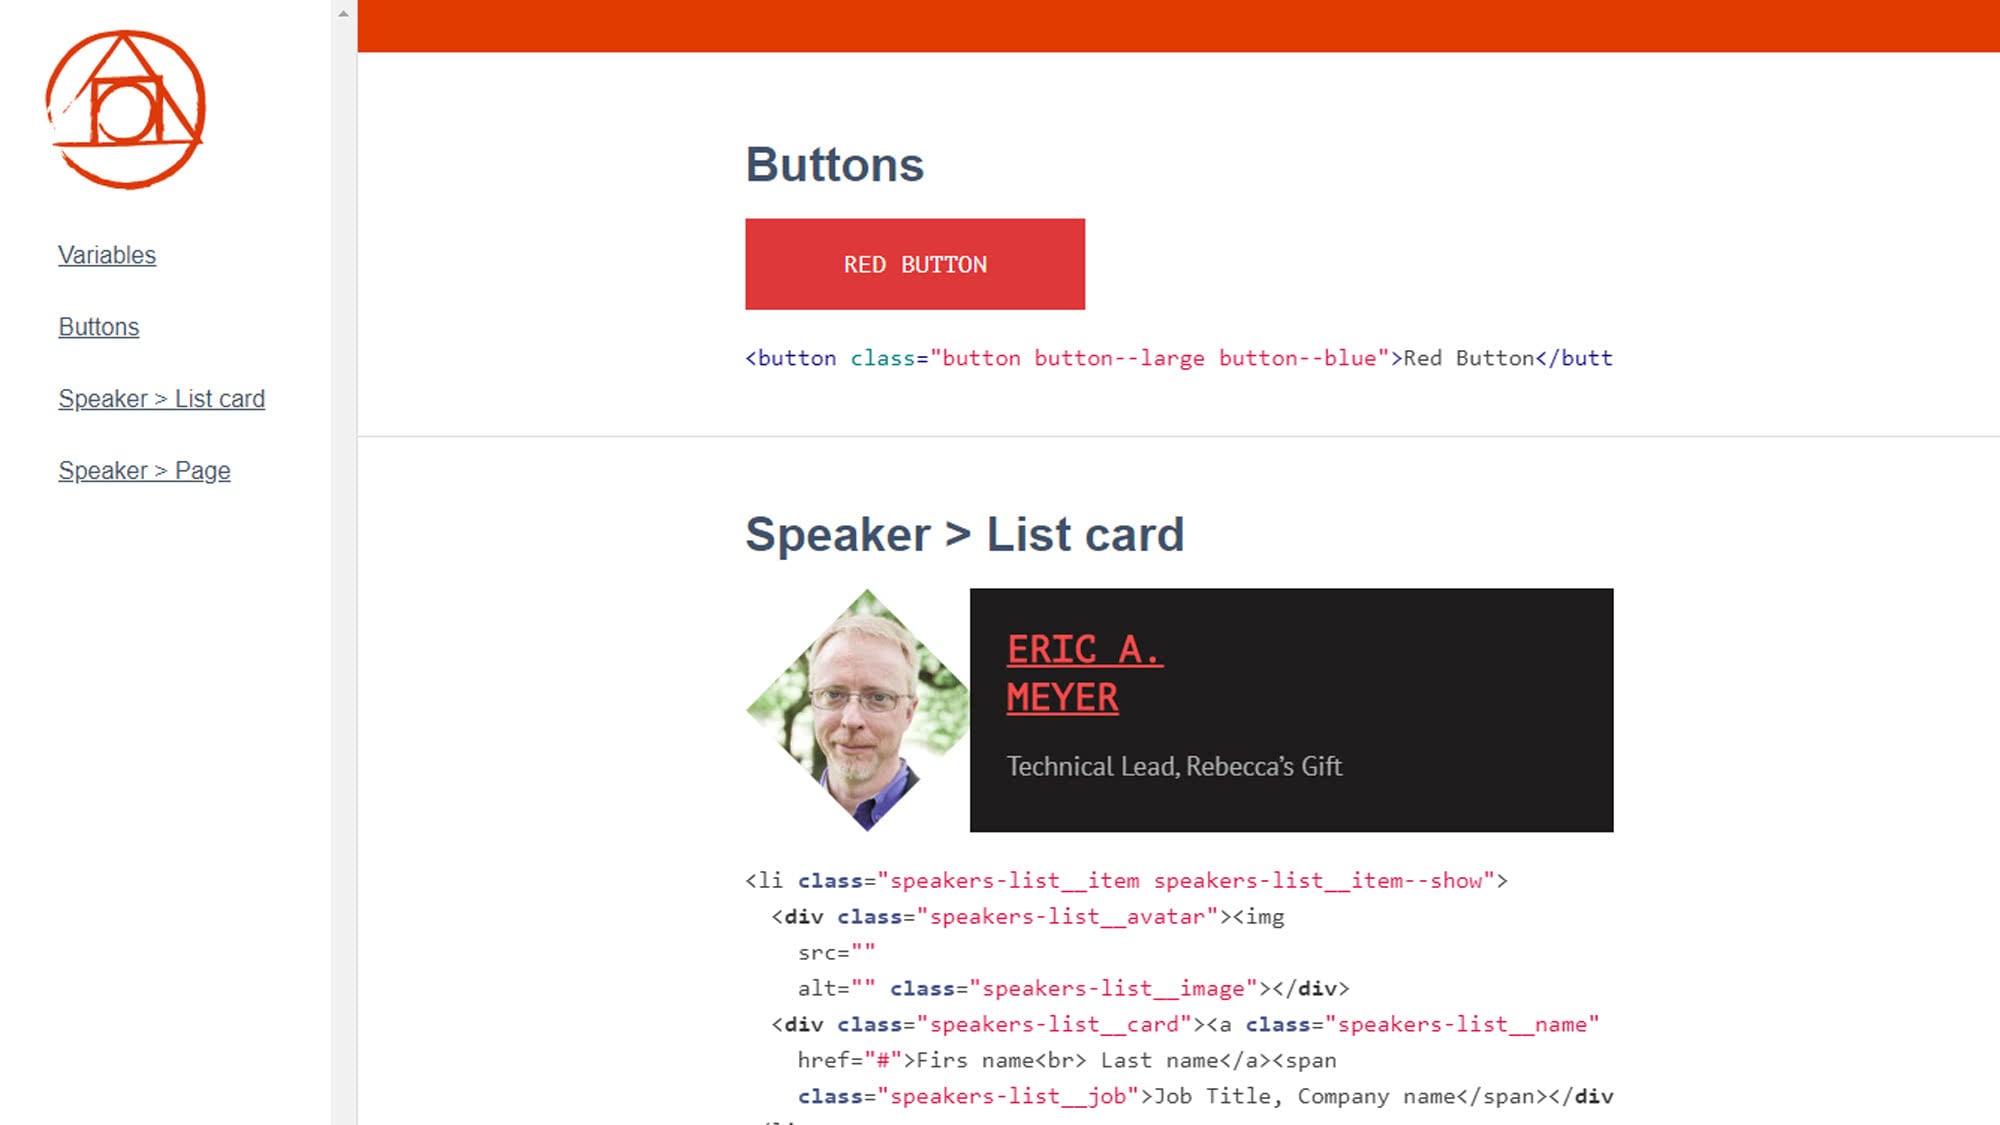 Variables
Buttons
Speaker > List card
Speaker > Page
Buttons
RED BUTTON
<button class="button button--large button--blue">Red Button</butt
Speaker > List card
ERIC A.
MEYER
Technical Lead, Rebecca’s Gift
<li class="speakers-list__item speakers-list__item--show">
<div class="speakers-list__avatar"><img
src=""
alt="" class="speakers-list__image"></div>
<div class="speakers-list__card"><a class="speakers-list__name"
href="#">Firs name<br> Last name</a><span
class="speakers-list__job">Job Title, Company name</span></div